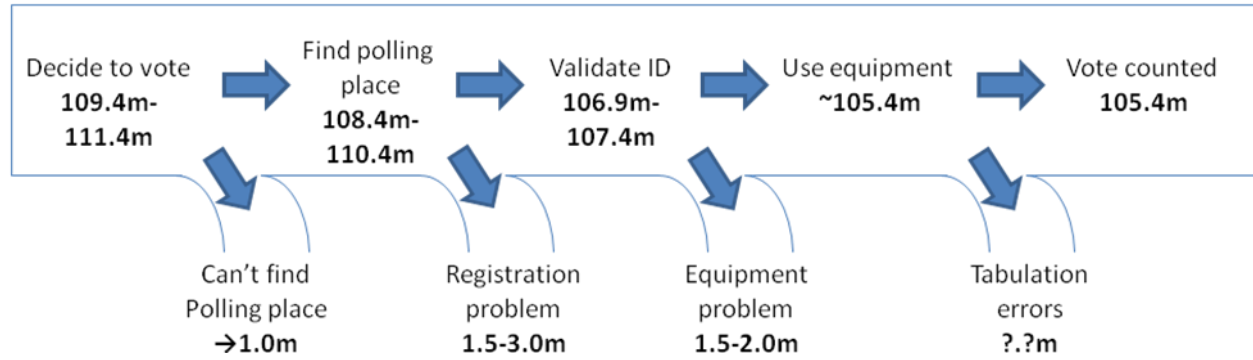 Decide to vote
109.4m-
111.4m
Find polling
place
108.4m-
110.4m
Validate ID
106.9m-
107.4m
Use equipment
~105.4m
Vote counted
105.4m
Can't find
Polling place
→1.0m
Registration
problem
1.5-3.0m
Equipment
problem
1.5-2.0m
Tabulation
errors
?.?m